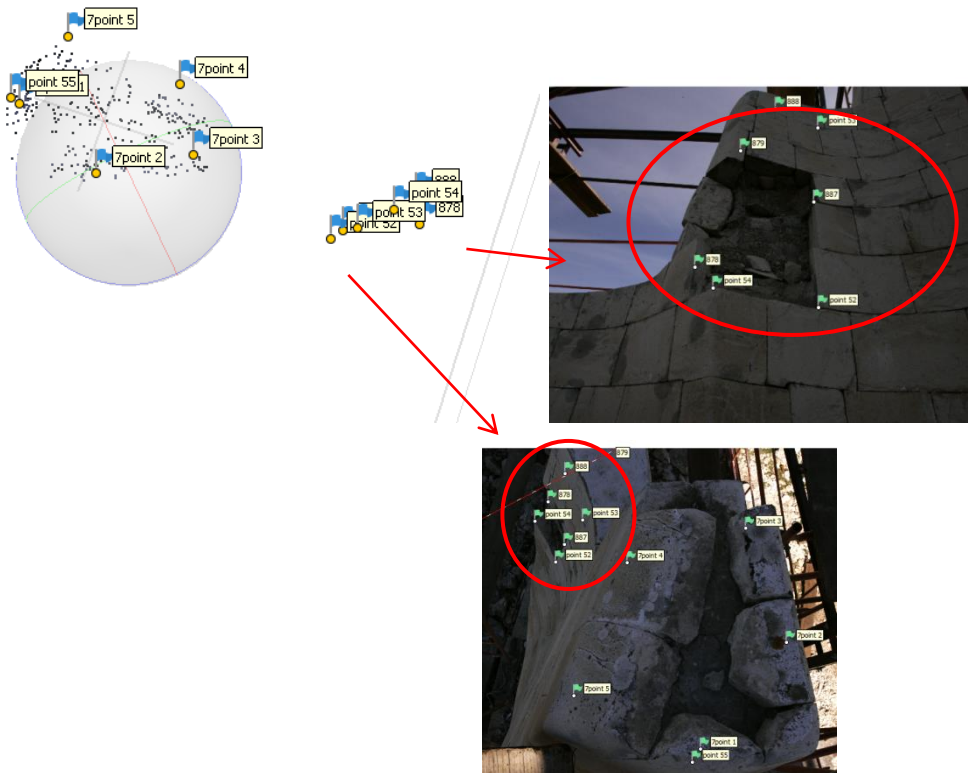 7point 5
7point 4
point 55
1
7point 3
7point 2
888
point 54
878
point 53
point 52
888
point 53
879
887
878
point 54
point 52
879
888
878
point 54
point 53
887
point 52
7point 4
7point 3
7point 2
7point 5
7point 1
point 55